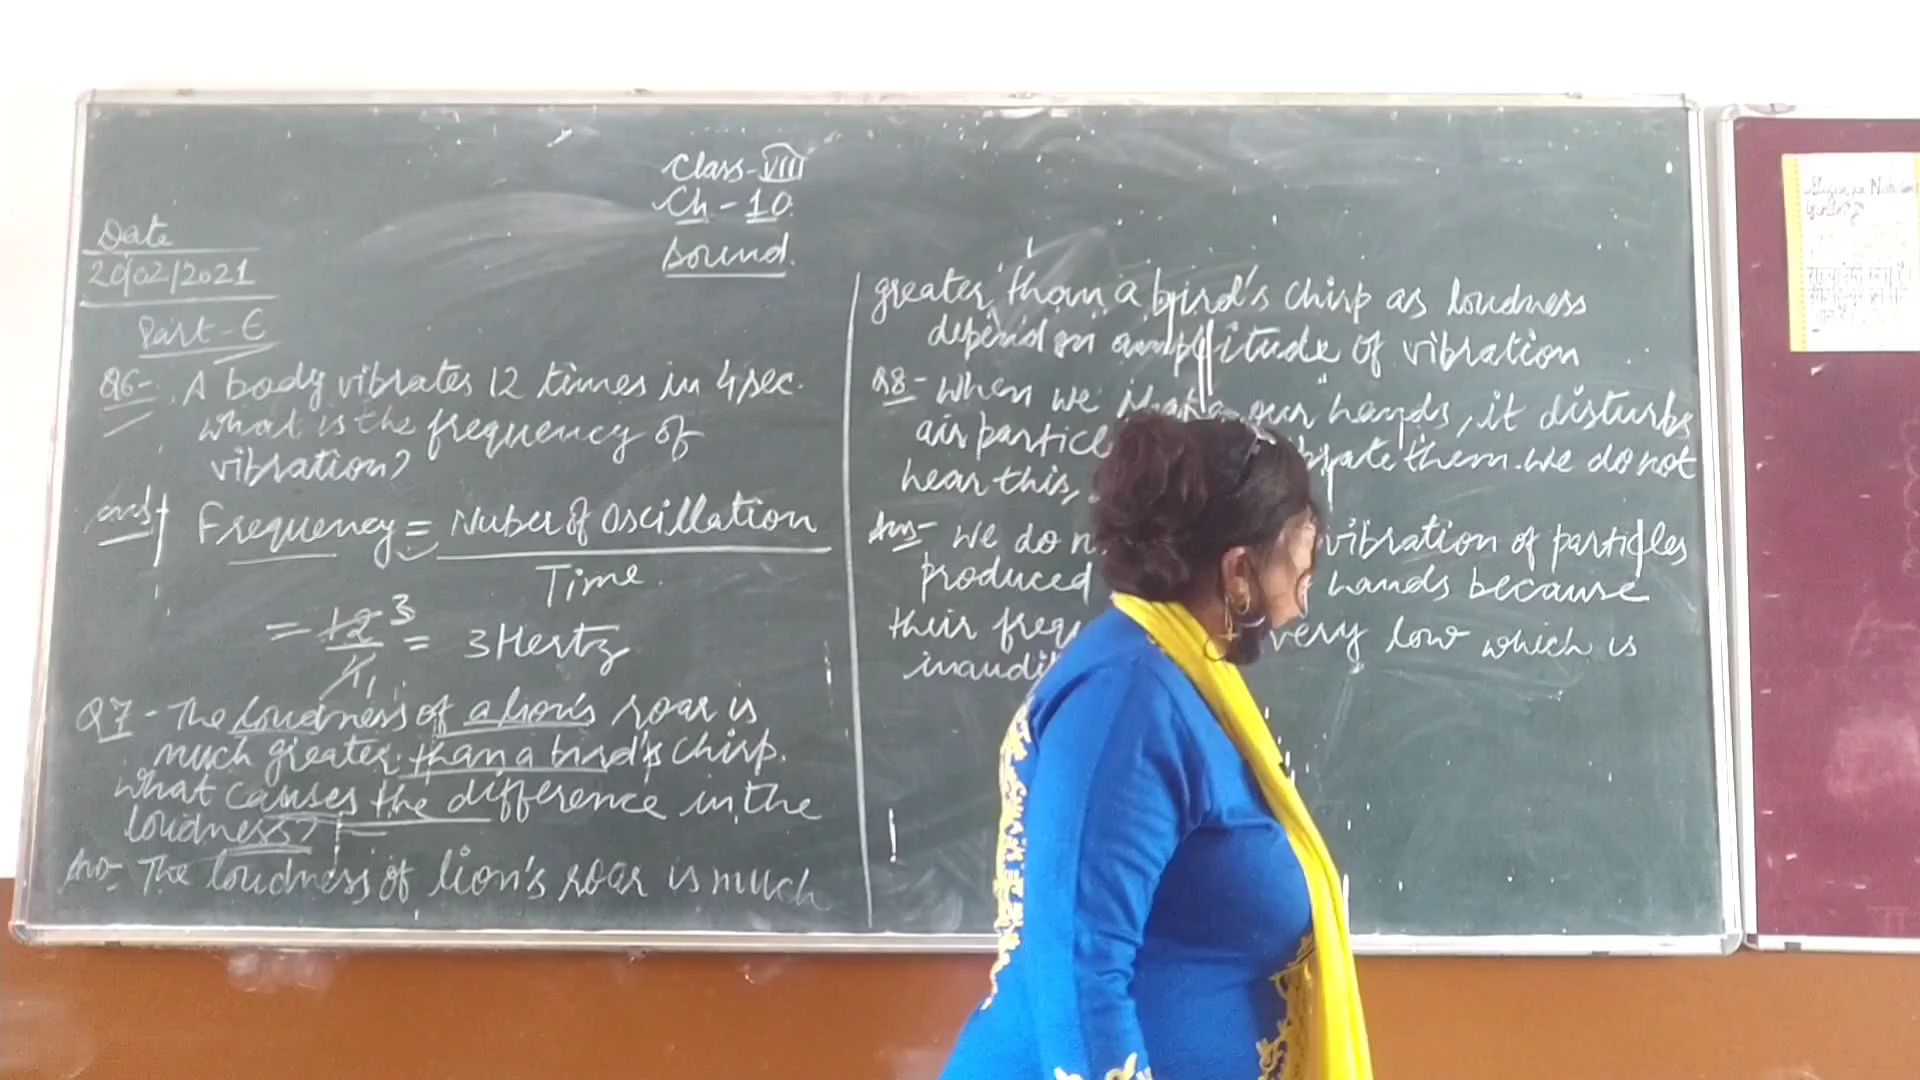 Class-VIII
Ch-10
Sound.
Date
20/02/2021
Part-E
Q6- A body vibrates 12 times in 4 sec.
What is the frequency of
vibration?
Ans- Frequency = Nuber of Oscillation
Time
= 12 3 = 3 Hertz
4 1
Q7- The loudness of a lion's roar is
much greater than a bird's chirp.
What causes the difference in the
loudness?
Ans- The loudness of lion's roar is much
greater than a bird's chirp as loudness
depend on amplitude of vibration
Q8- When we our hands, it disturbs
air them. We do not
hear this,
Ans- We do vibration of particles
produced hands because
their very low which is